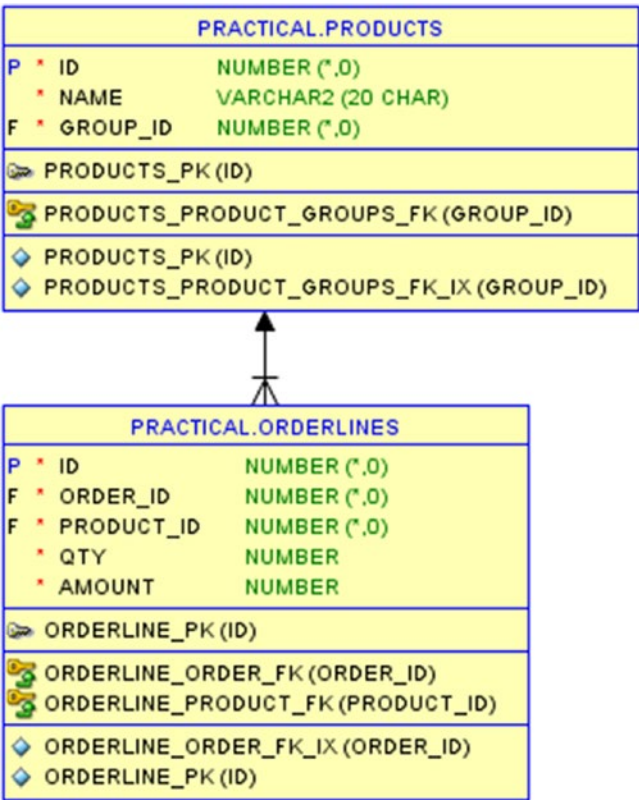 PRACTICAL.PRODUCTS
P * ID NUMBER (*,0)
* NAME VARCHAR2 (20 CHAR)
F * GROUP_ID NUMBER (*,0)
PRODUCTS_PK (ID)
PRODUCTS_PRODUCT_GROUPS_FK (GROUP_ID)
PRODUCTS_PK (ID)
PRODUCTS_PRODUCT_GROUPS_FK_IX (GROUP_ID)
PRACTICAL.ORDERLINES
P * ID NUMBER (*,0)
F * ORDER_ID NUMBER (*,0)
F * PRODUCT_ID NUMBER (*,0)
* QTY NUMBER
* AMOUNT NUMBER
ORDERLINE_PK (ID)
ORDERLINE_ORDER_FK (ORDER_ID)
ORDERLINE_PRODUCT_FK (PRODUCT_ID)
ORDERLINE_ORDER_FK_IX (ORDER_ID)
ORDERLINE_PK (ID)